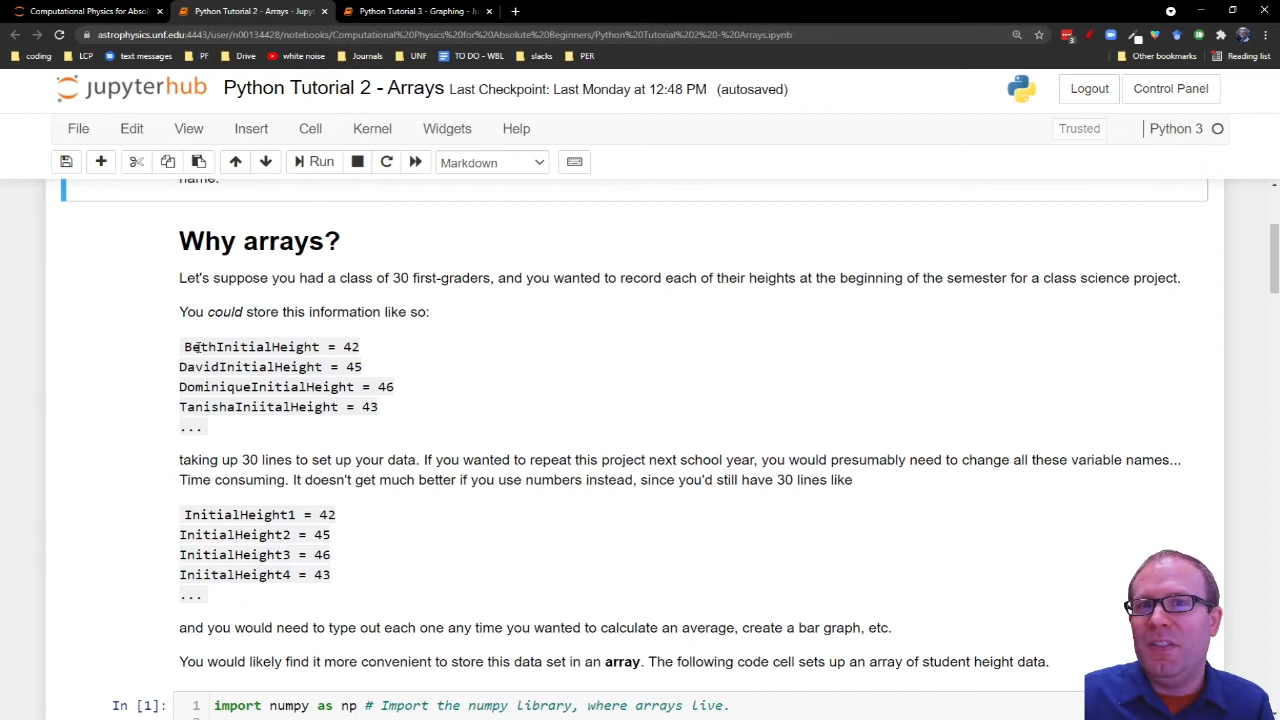 Computational Physics for Absol
Python Tutorial 2 - Arrays - Jupyt
Python Tutorial 3 - Graphing - Ju
astrophysics.unf.edu:4443/user/n00134428/notebooks/Computational%20Physics%20for%20Absolute%20Beginners/Python%20Tutorial%202%20-%20Arrays.ipynb
coding LCP text messages PF Drive white noise Journals UNF TO DO - WBL slacks PER Other bookmarks Reading list
jupyterhub Python Tutorial 2 - Arrays Last Checkpoint: Last Monday at 12:48 PM (autosaved) Logout Control Panel
File Edit View Insert Cell Kernel Widgets Help Trusted Python 3
Run Markdown
name.
Why arrays?
Let's suppose you had a class of 30 first-graders, and you wanted to record each of their heights at the beginning of the semester for a class science project.
You could store this information like so:
BethInitialHeight = 42
DavidInitialHeight = 45
DominiqueInitialHeight = 46
TanishaIniitalHeight = 43
...
taking up 30 lines to set up your data. If you wanted to repeat this project next school year, you would presumably need to change all these variable names...
Time consuming. It doesn't get much better if you use numbers instead, since you'd still have 30 lines like
InitialHeight1 = 42
InitialHeight2 = 45
InitialHeight3 = 46
IniitalHeight4 = 43
...
and you would need to type out each one any time you wanted to calculate an average, create a bar graph, etc.
You would likely find it more convenient to store this data set in an array. The following code cell sets up an array of student height data.
In [1]: 1 import numpy as np # Import the numpy library, where arrays live.